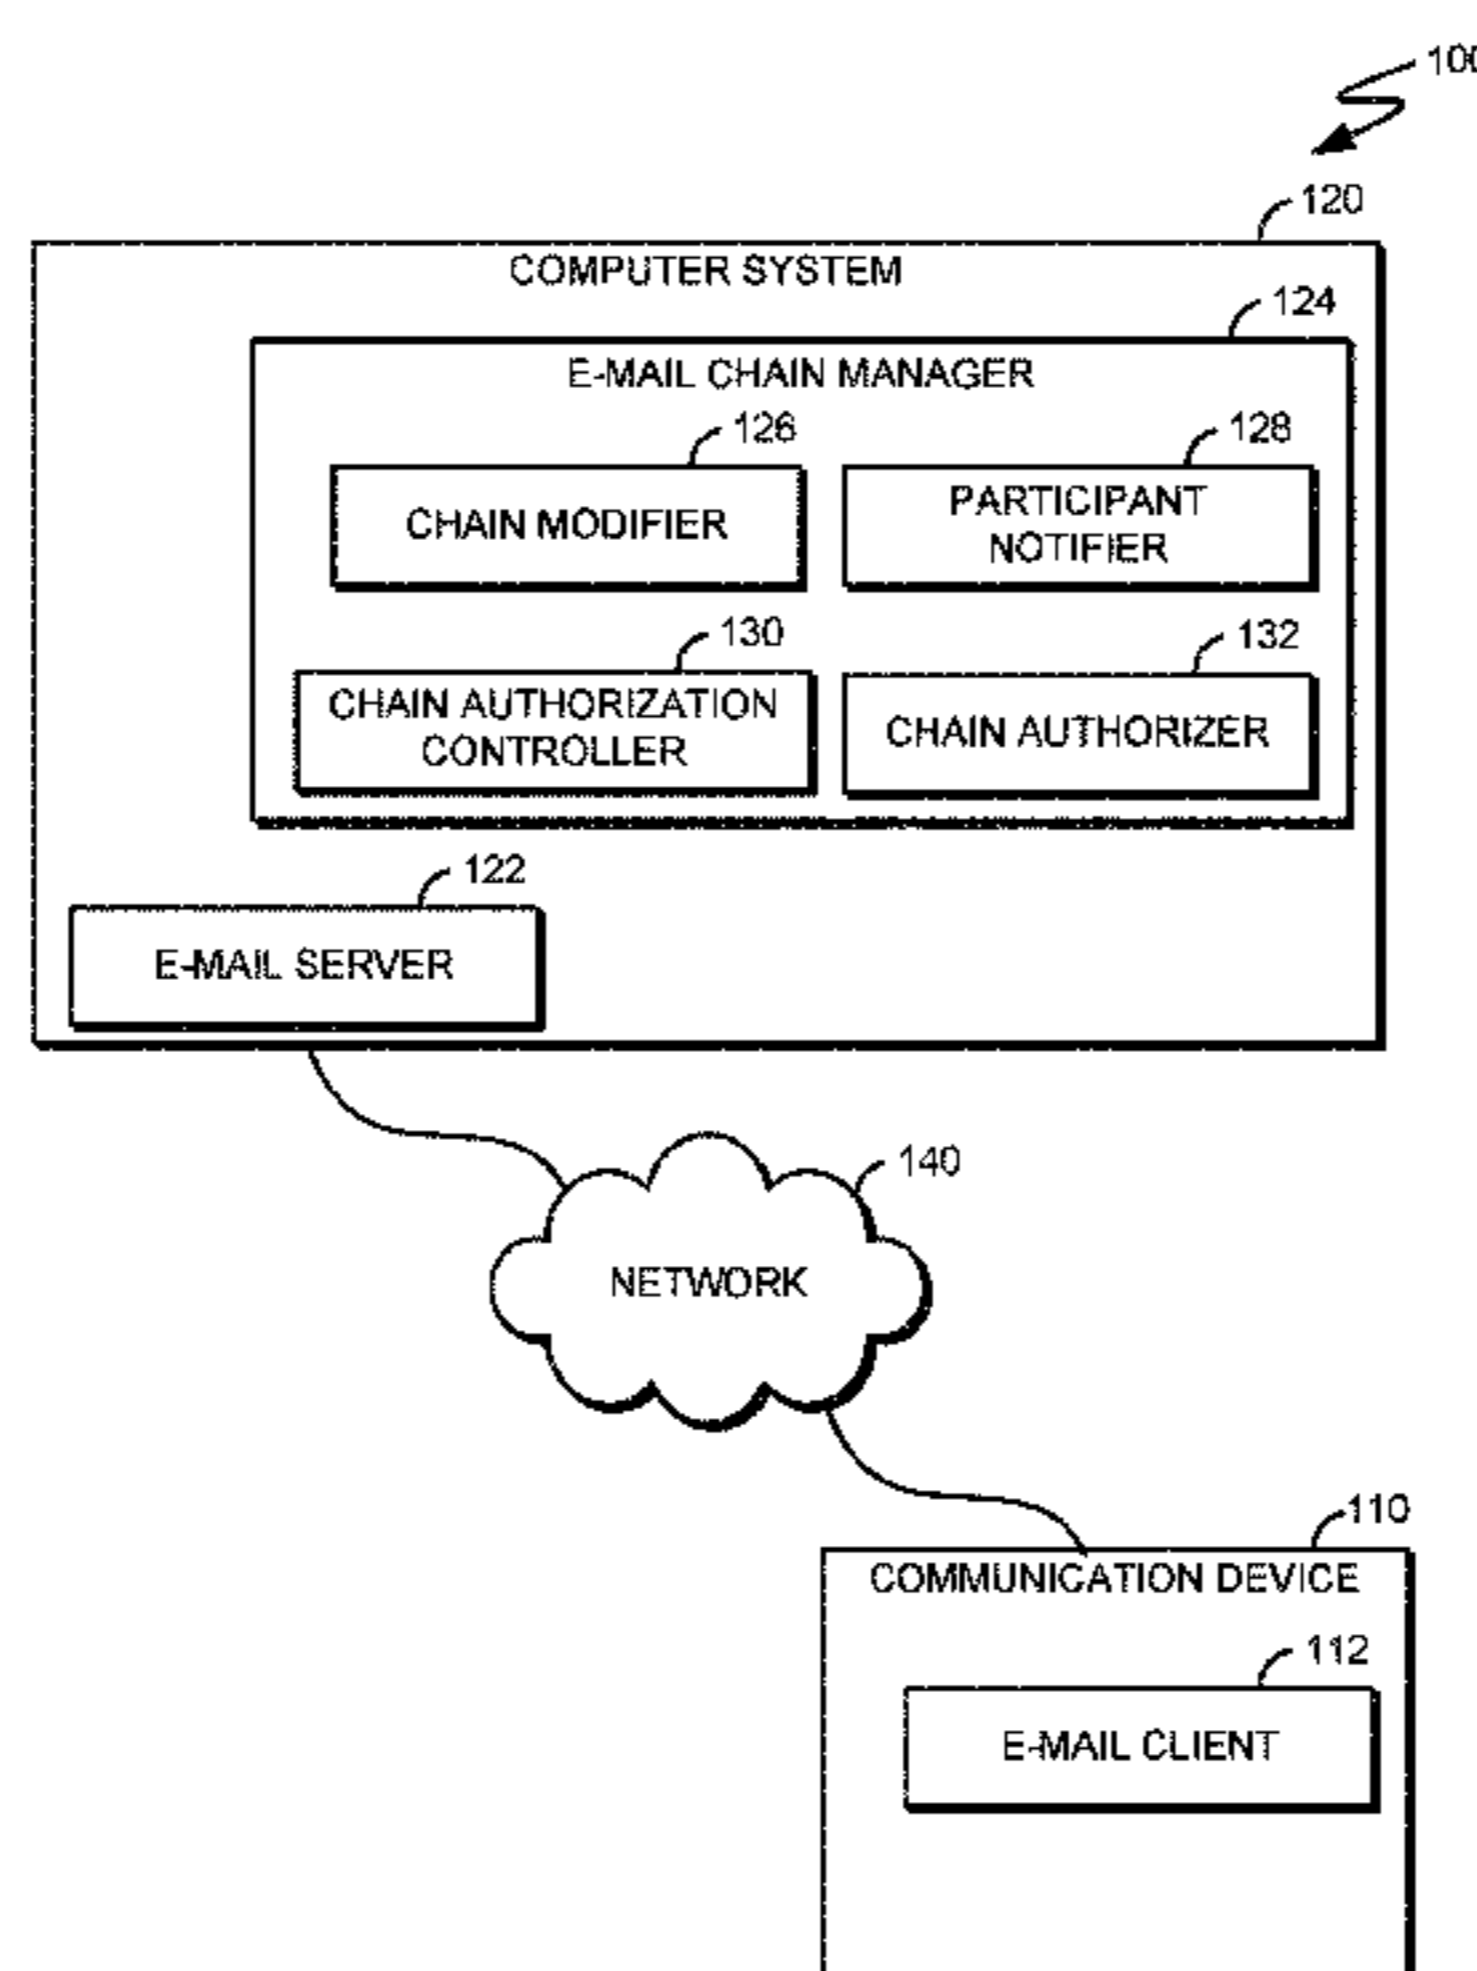 120
COMPUTER SYSTEM
124
E-MAIL CHAIN MANAGER
126
128
CHAIN MODIFIER
PARTICIPANT
NOTIFIER
130
132
CHAIN AUTHORIZATION
CONTROLLER
CHAIN AUTHORIZER
122
E-MAIL SERVER
140
NETWORK
110
COMMUNICATION DEVICE
112
E-MAIL CLIENT